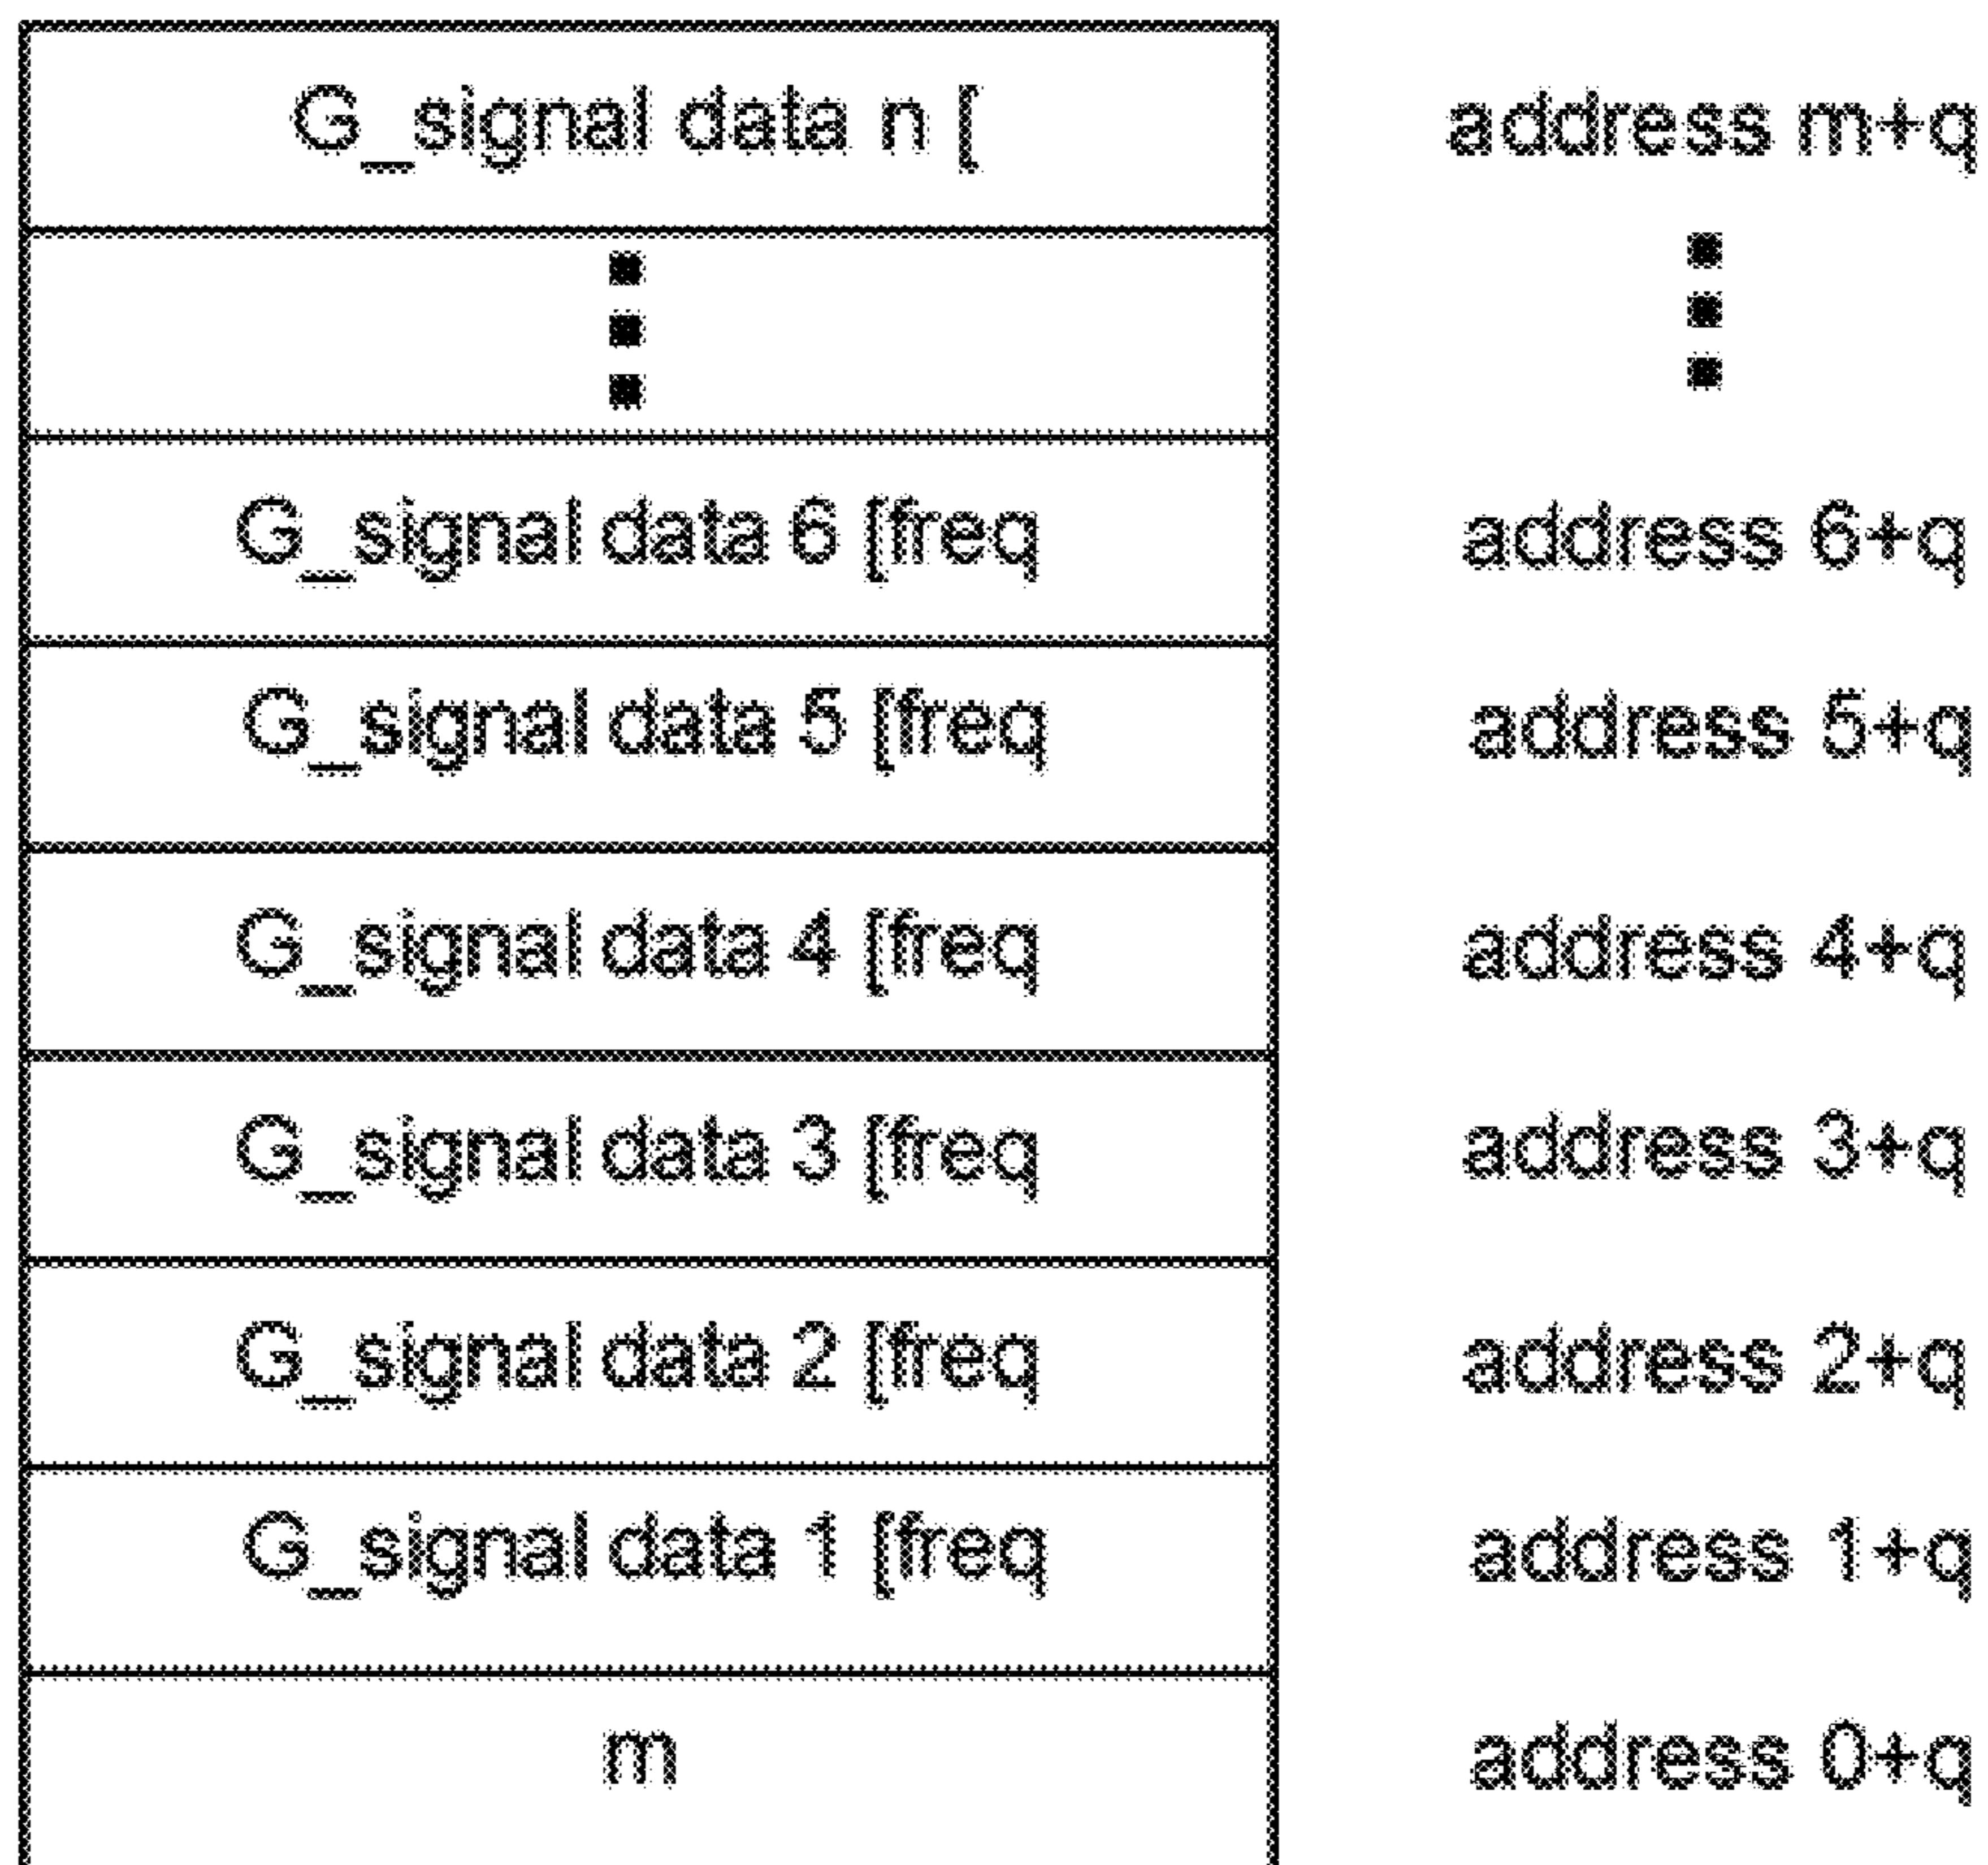 G_signal data n [ address m+q
G_signal data 6 [freq address 6+q
G_signal data 5 [freq address 5+q
G_signal data 4 [freq address 4+q
G_signal data 3 [freq address 3+q
G_signal data 2 [freq address 2+q
G_signal data 1 [freq address 1+q
m address 0+q